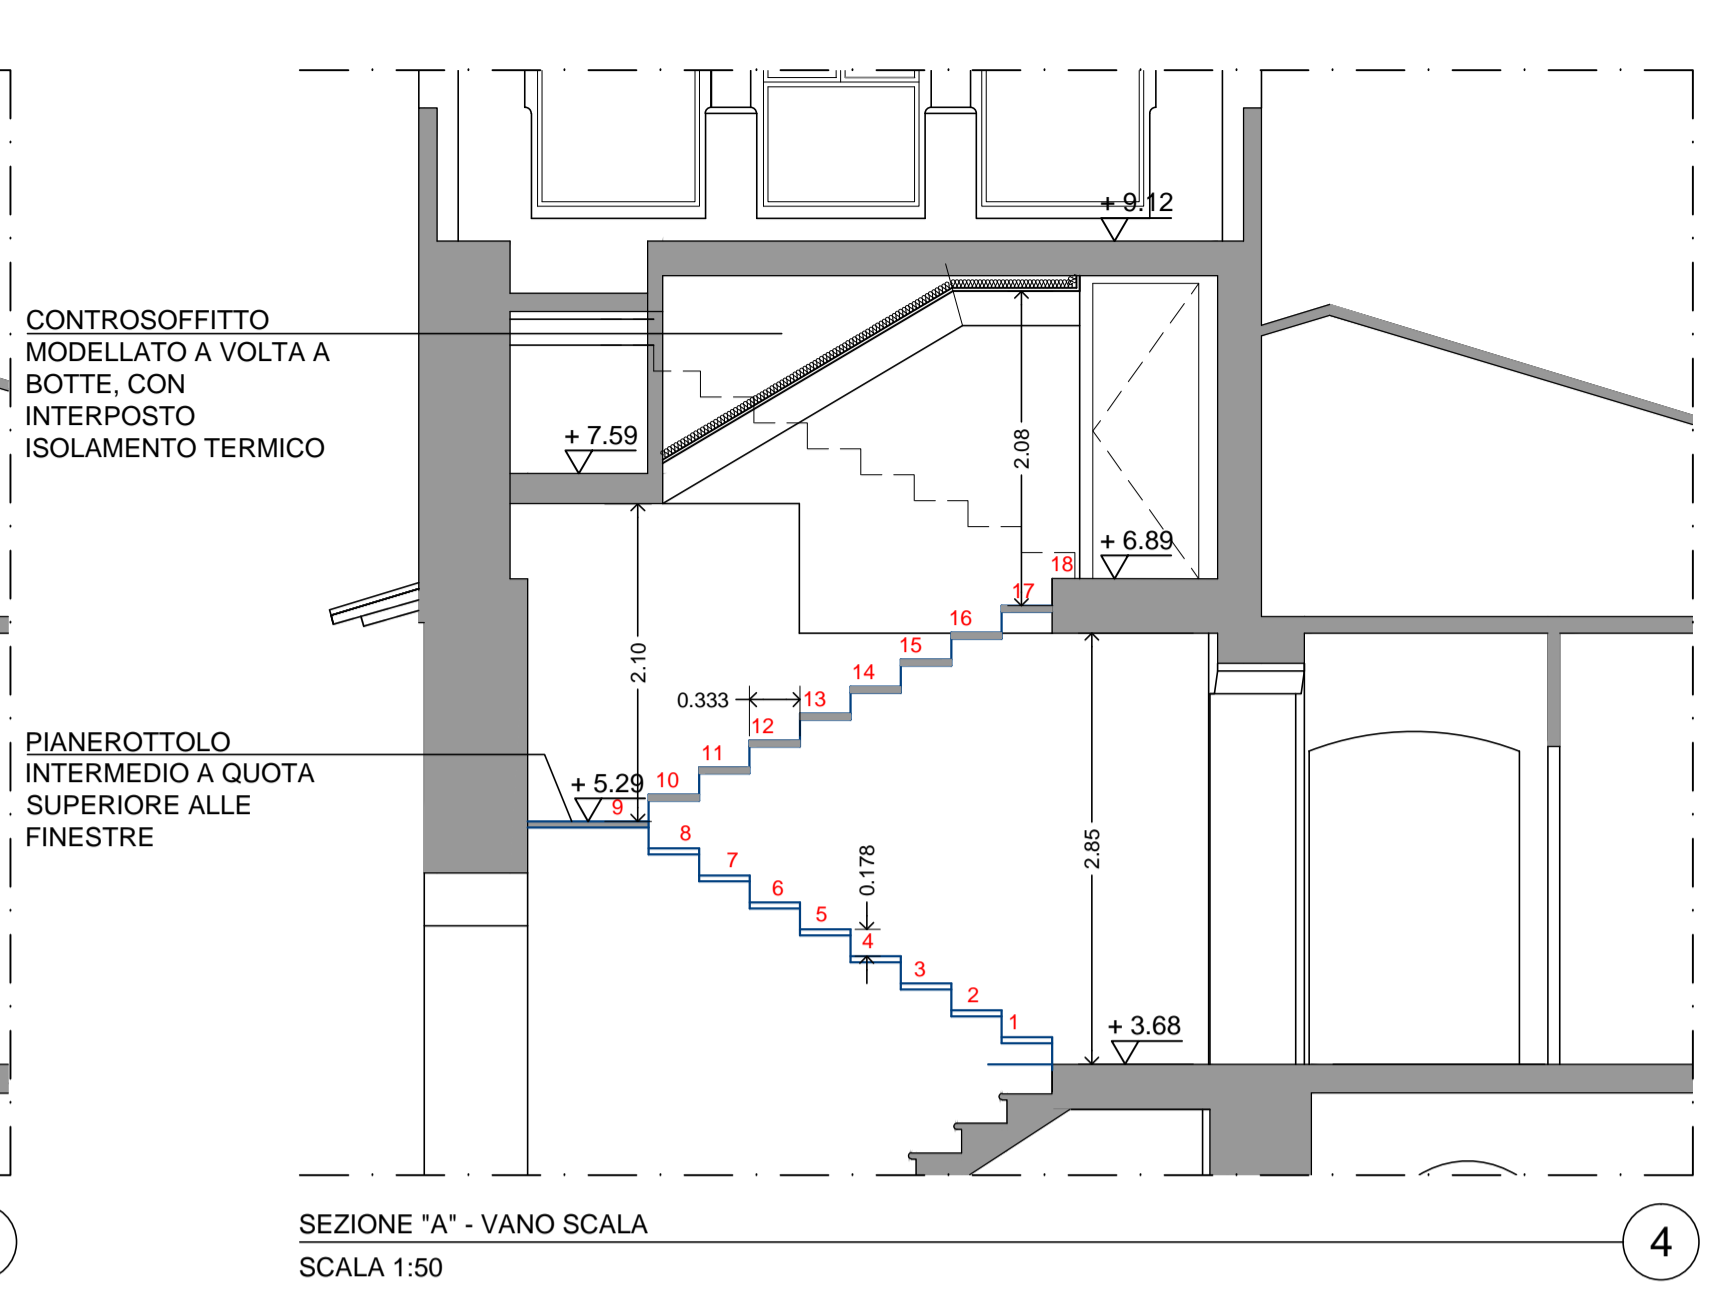 + 9.12
CONTROSOFFITTO
MODELLATO A VOLTA A
BOTTE, CON
INTERPOSTO
ISOLAMENTO TERMICO
+ 7.59
2.08
+ 6.89
18
17
16
2.10
15
14
0.333
13
12
11
PIANEROTTOLO
INTERMEDIO A QUOTA
SUPERIORE ALLE
FINESTRE
+ 5.29
10
9
8
7
6
5
4
3
2
1
0.178
2.85
+ 3.68
SEZIONE "A" - VANO SCALA
SCALA 1:50
4